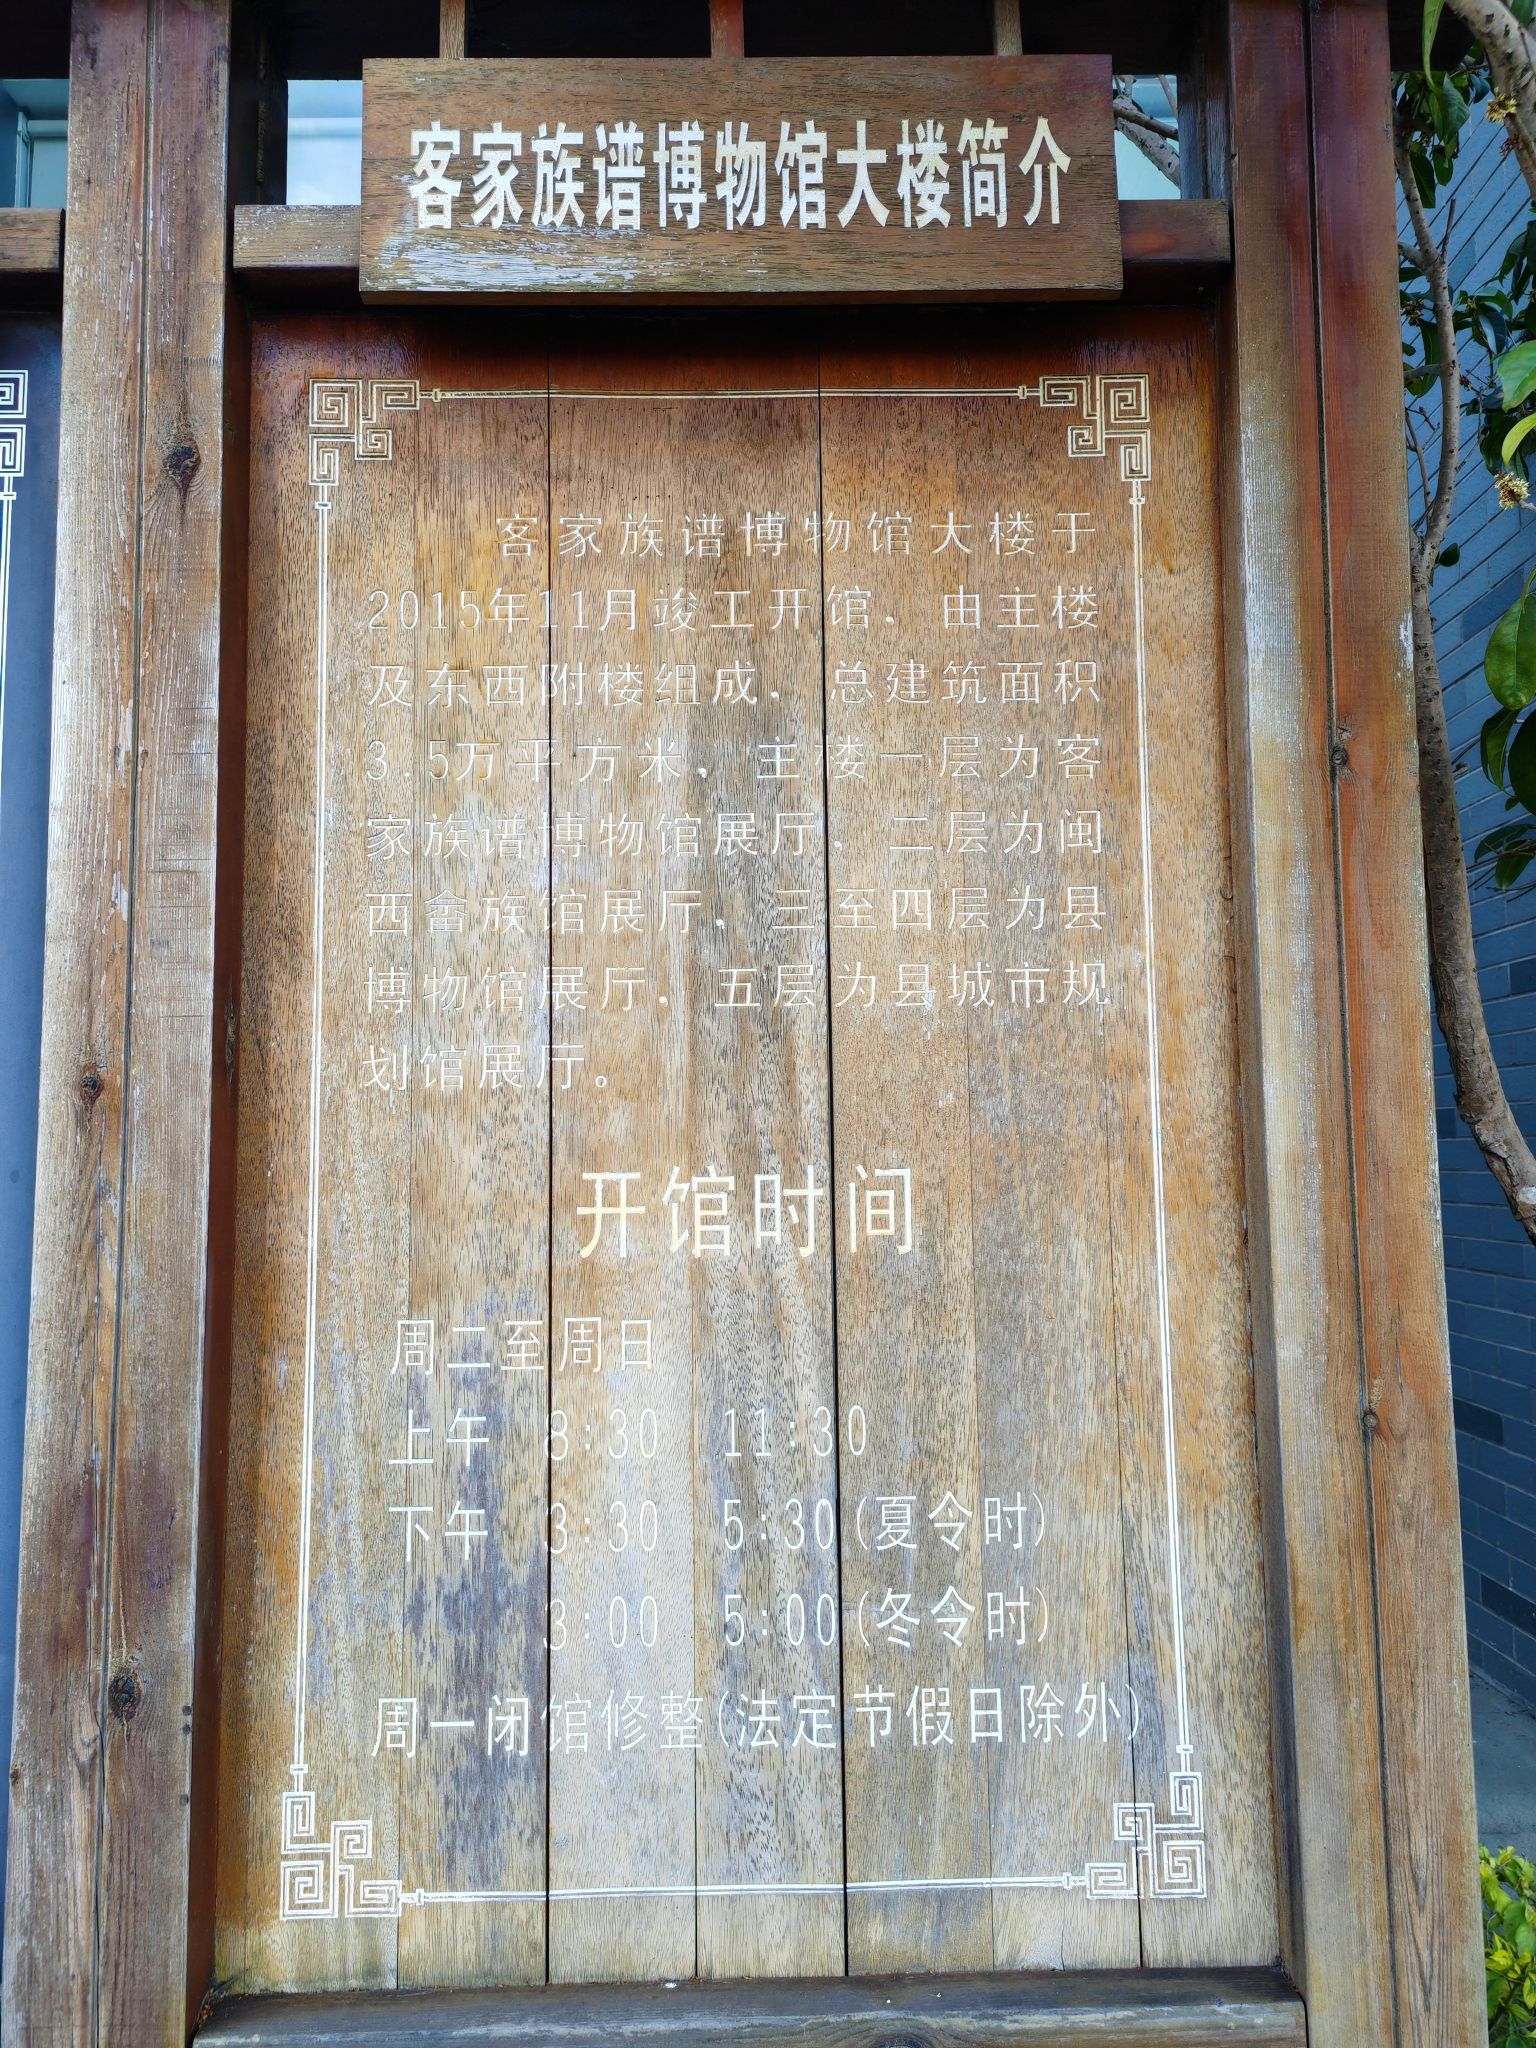 客家族谱博物馆大楼简介
客家族谱博物馆大楼于
2015年11月竣工开馆，由主楼
及东西附楼组成，总建筑面积
3.5万平方米，主楼一层为客
家族谱博物馆展厅，二层为闽
西畲族馆展厅，三至四层为县
博物馆展厅，五层为县城市规
划馆展厅。
开馆时间
周二至周日
上午 8:30 11:30
下午 3:30 5:30(夏令时)
3:00 5:00(冬令时)
周一闭馆修整(法定节假日除外)